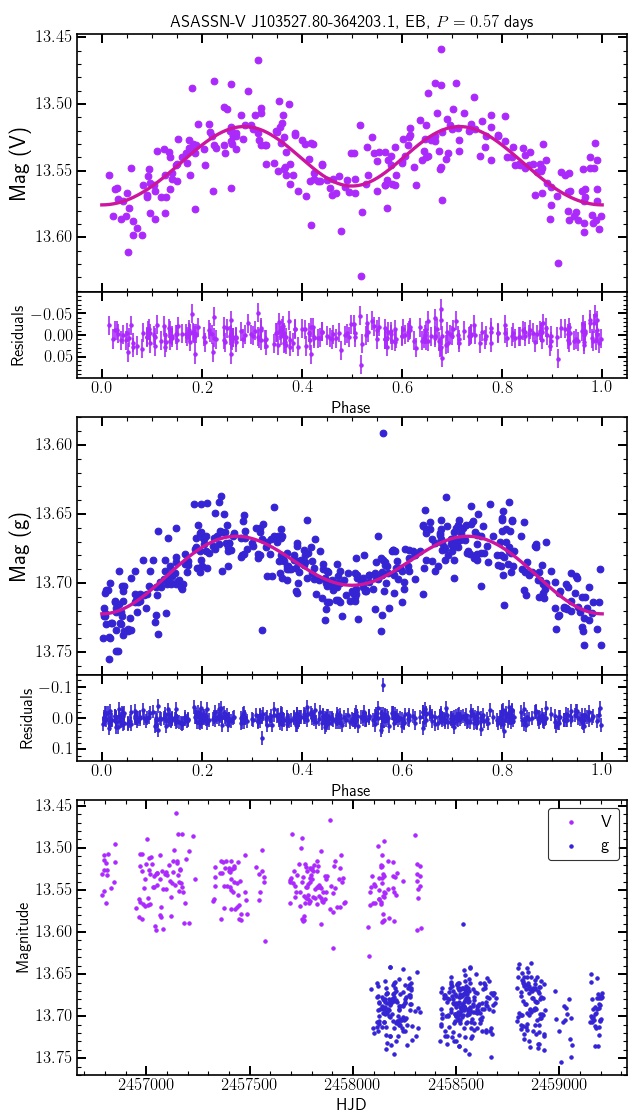 ASASSN-V J103527.80-364203.1, EB, P = 0.57 days
13.45
13.50
13.55
13.60
Mag (V)
−0.05
0.00
0.05
Residuals
0.0 0.2 0.4 0.6 0.8 1.0
Phase
13.60
13.65
13.70
13.75
Mag (g)
−0.1
0.0
0.1
Residuals
0.0 0.2 0.4 0.6 0.8 1.0
Phase
13.45
13.50
13.55
13.60
13.65
13.70
13.75
Magnitude
V
g
2457000 2457500 2458000 2458500 2459000
HJD